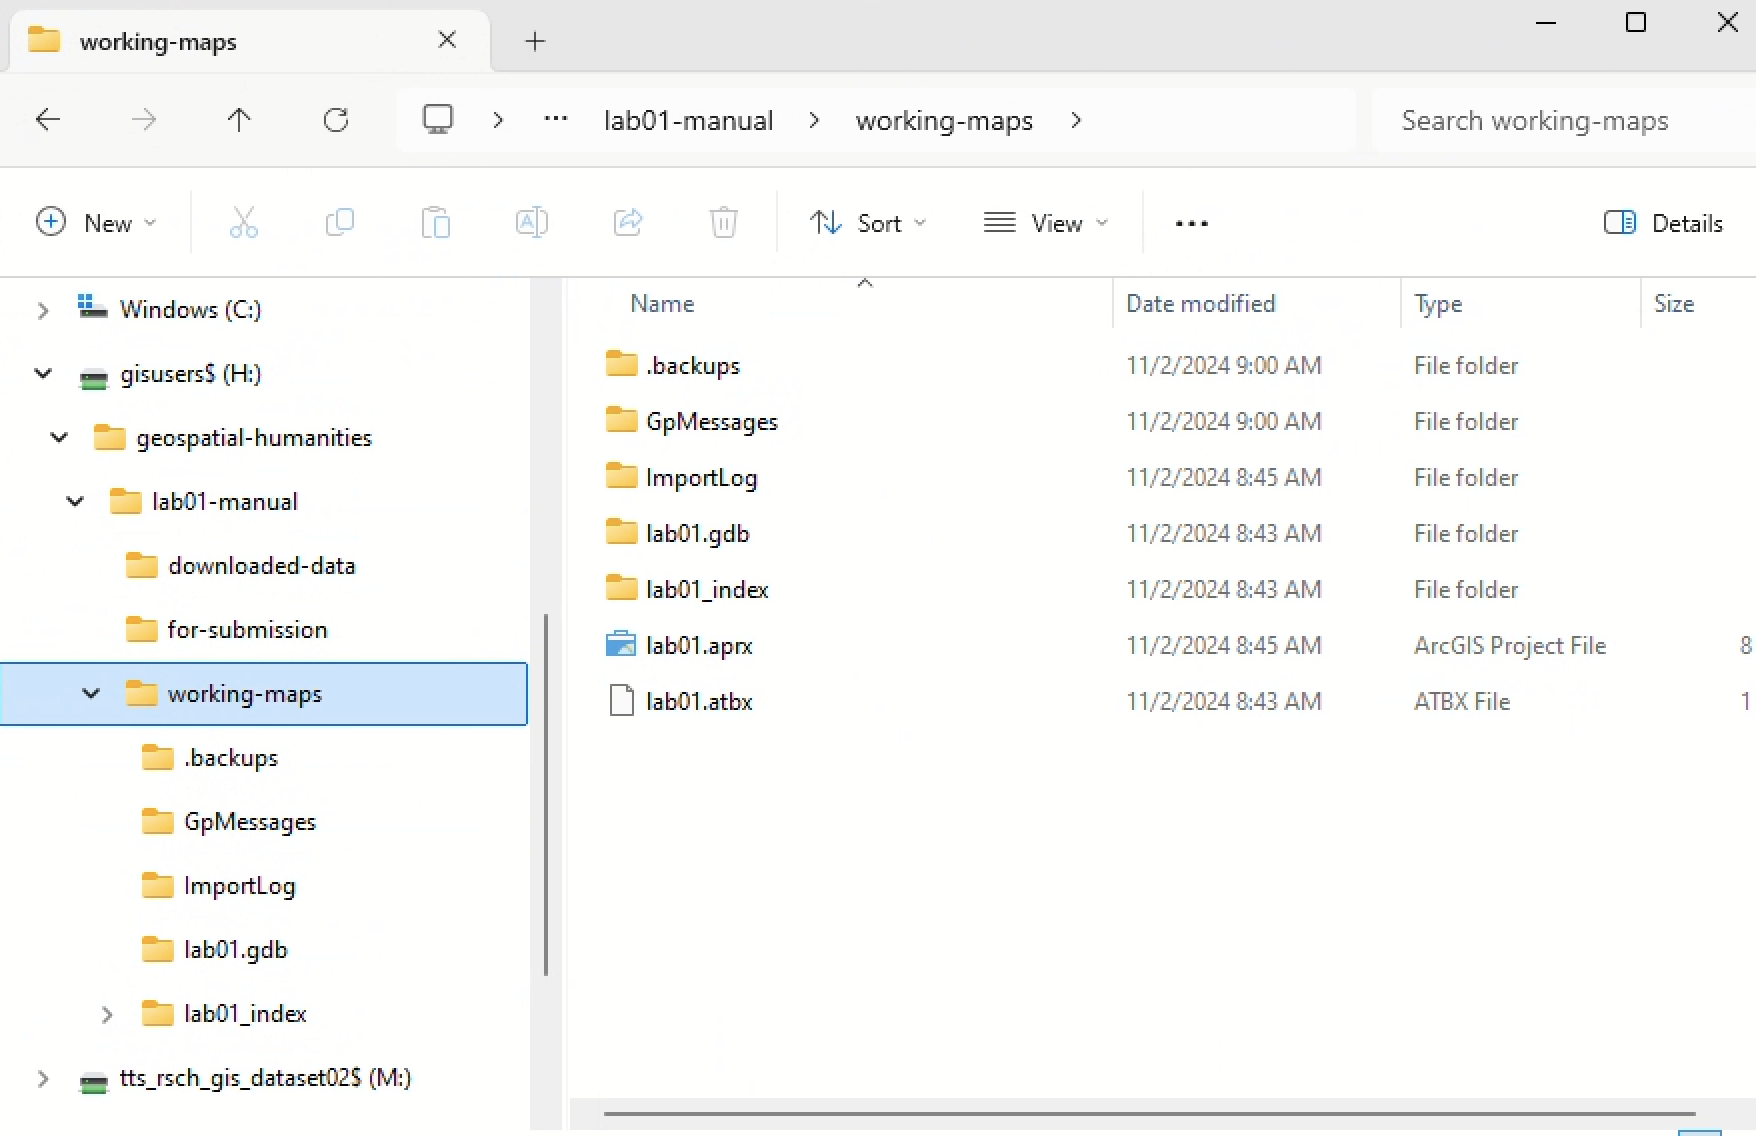 working-maps
lab01-manual > working-maps >
Search working-maps
New
Sort
View
Details
Windows (C:)
gisusers$ (H:)
geospatial-humanities
lab01-manual
downloaded-data
for-submission
working-maps
.backups
GpMessages
ImportLog
lab01.gdb
lab01_index
tts_rsch_gis_dataset02$ (M:)
Name Date modified Type Size
.backups 11/2/2024 9:00 AM File folder
GpMessages 11/2/2024 9:00 AM File folder
ImportLog 11/2/2024 8:45 AM File folder
lab01.gdb 11/2/2024 8:43 AM File folder
lab01_index 11/2/2024 8:43 AM File folder
lab01.aprx 11/2/2024 8:45 AM ArcGIS Project File 8
lab01.atbx 11/2/2024 8:43 AM ATBX File 1